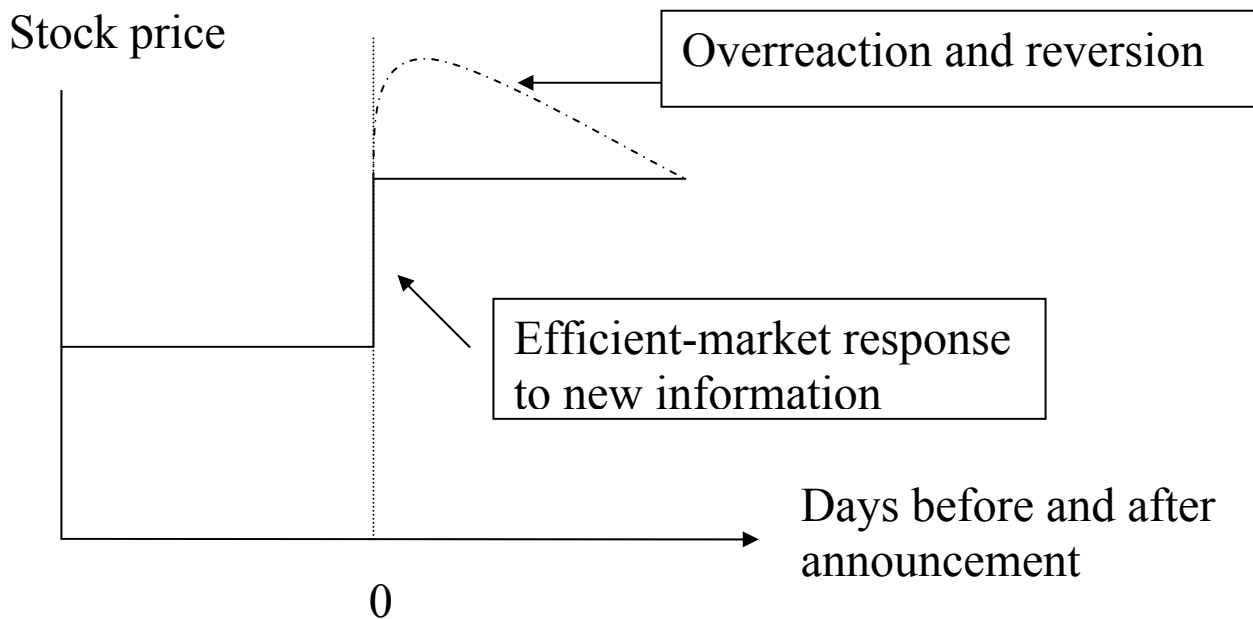 Stock price
Overreaction and reversion
Efficient-market response
to new information
Days before and after
announcement
0